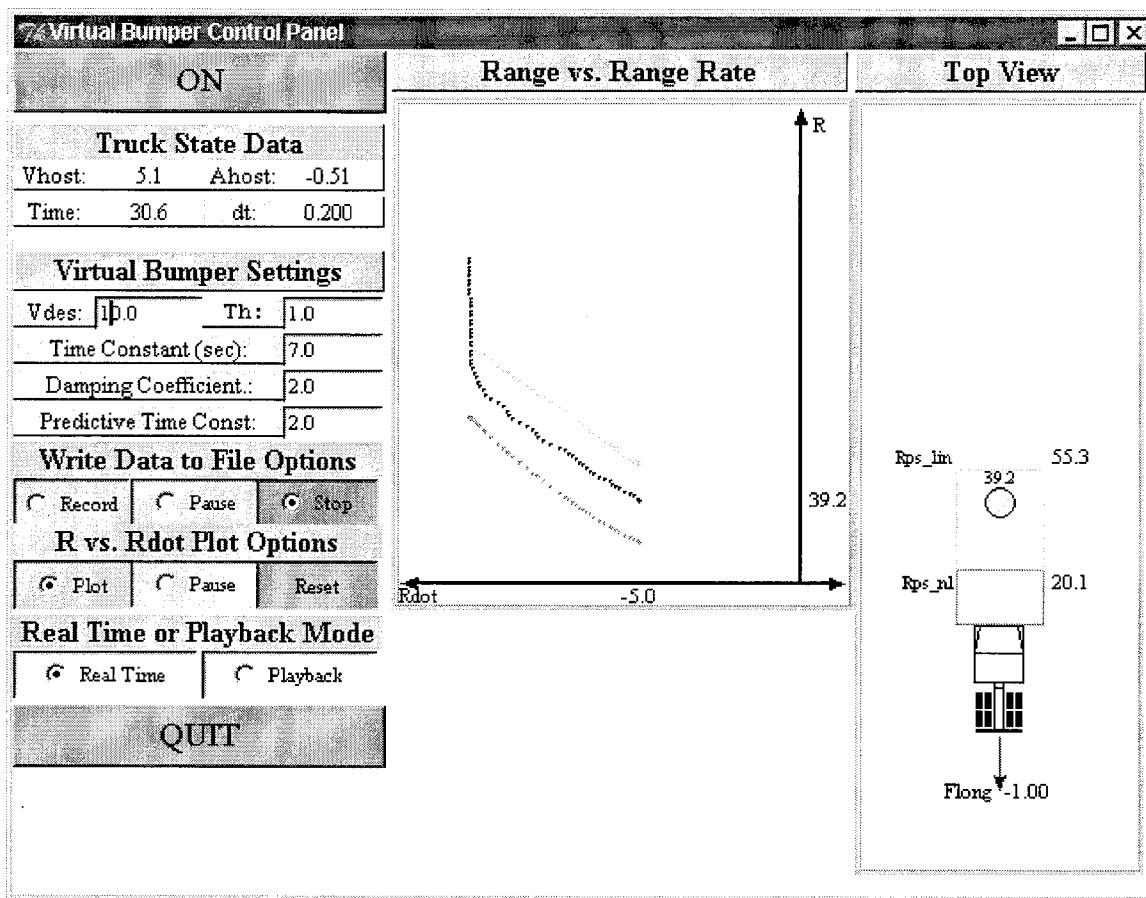 Virtual Bumper Control Panel
ON
Truck State Data
Vhost: 5.1 Ahost: -0.51
Time: 30.6 dt: 0.200
Virtual Bumper Settings
Vdes: 10.0 Th: 1.0
Time Constant (sec): 7.0
Damping Coefficient.: 2.0
Predictive Time Const: 2.0
Write Data to File Options
Record Pause Stop
R vs. Rdot Plot Options
Plot Pause Reset
Real Time or Playback Mode
Real Time Playback
QUIT
Range vs. Range Rate
R
39.2
Rdot -5.0
Top View
Rps_lin 55.3
39.2
Rps_nl 20.1
Flong -1.00